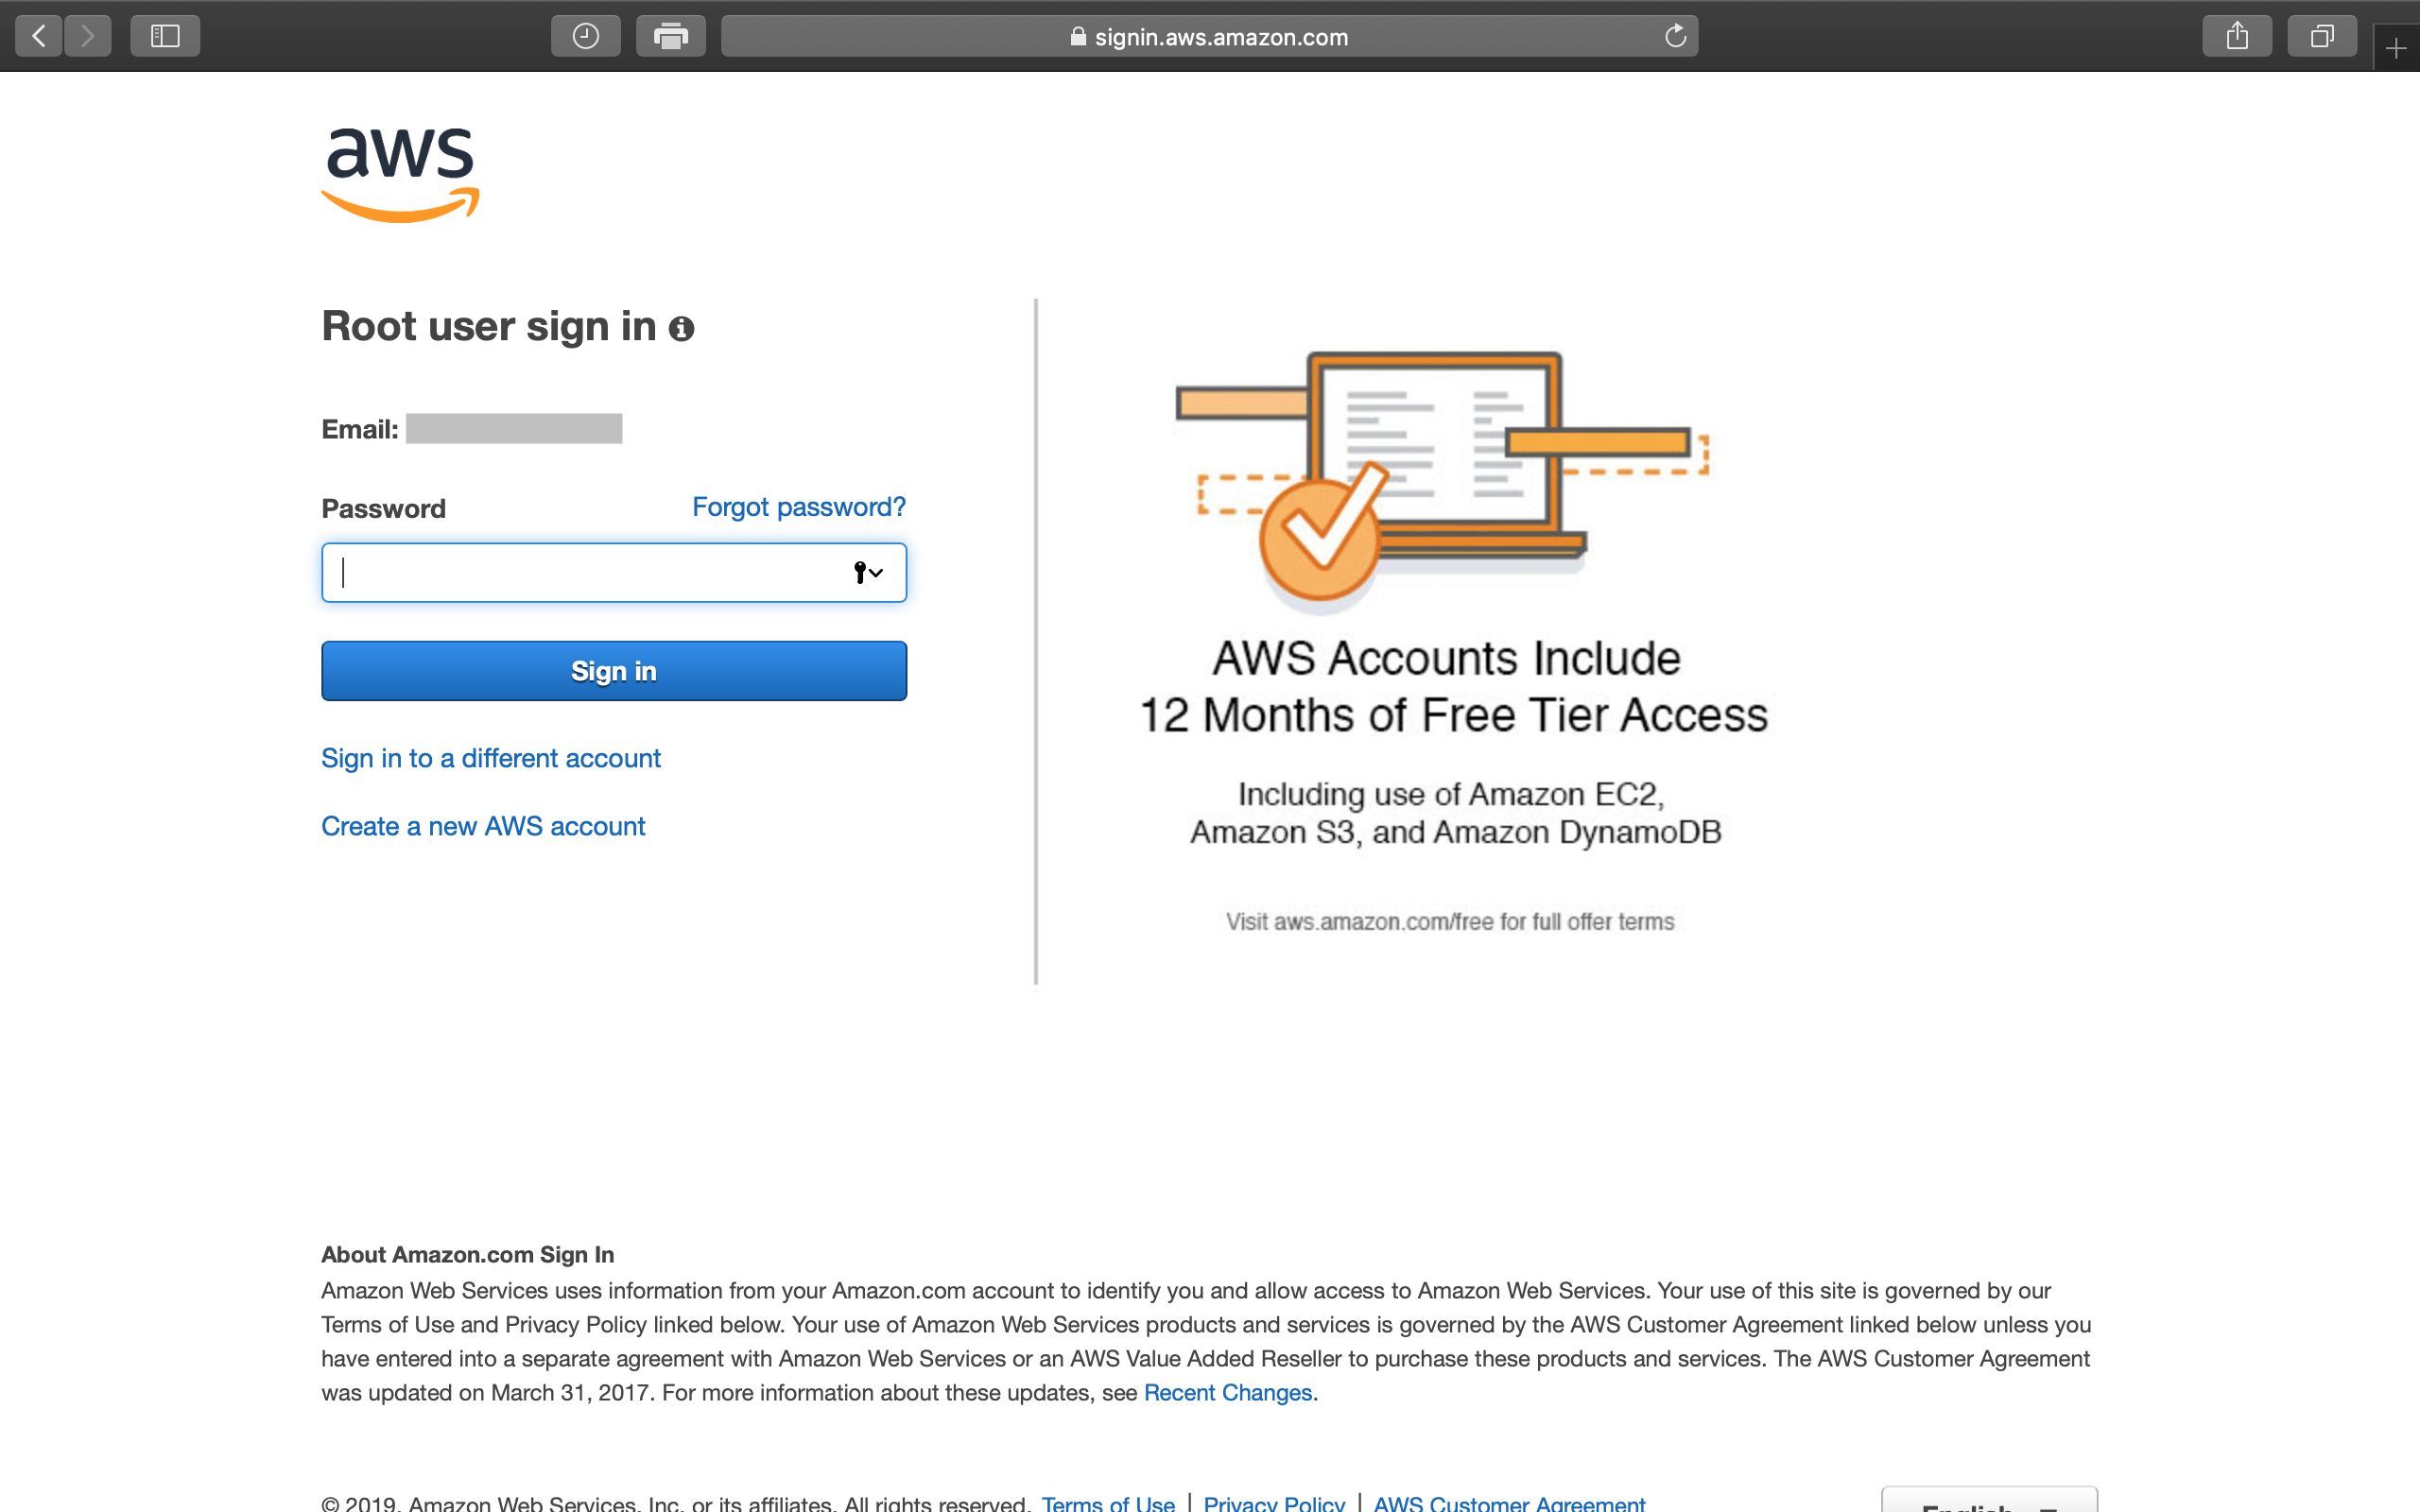 signin.aws.amazon.com
aws
Root user sign in
Email:
Password
Forgot password?
Sign in
Sign in to a different account
Create a new AWS account
AWS Accounts Include
12 Months of Free Tier Access
Including use of Amazon EC2,
Amazon S3, and Amazon DynamoDB
Visit aws.amazon.com/free for full offer terms
About Amazon.com Sign In
Amazon Web Services uses information from your Amazon.com account to identify you and allow access to Amazon Web Services. Your use of this site is governed by our
Terms of Use and Privacy Policy linked below. Your use of Amazon Web Services products and services is governed by the AWS Customer Agreement linked below unless you
have entered into a separate agreement with Amazon Web Services or an AWS Value Added Reseller to purchase these products and services. The AWS Customer Agreement
was updated on March 31, 2017. For more information about these updates, see Recent Changes.
© 2019, Amazon Web Services, Inc. or its affiliates. All rights reserved. Terms of Use | Privacy Policy | AWS Customer Agreement
English